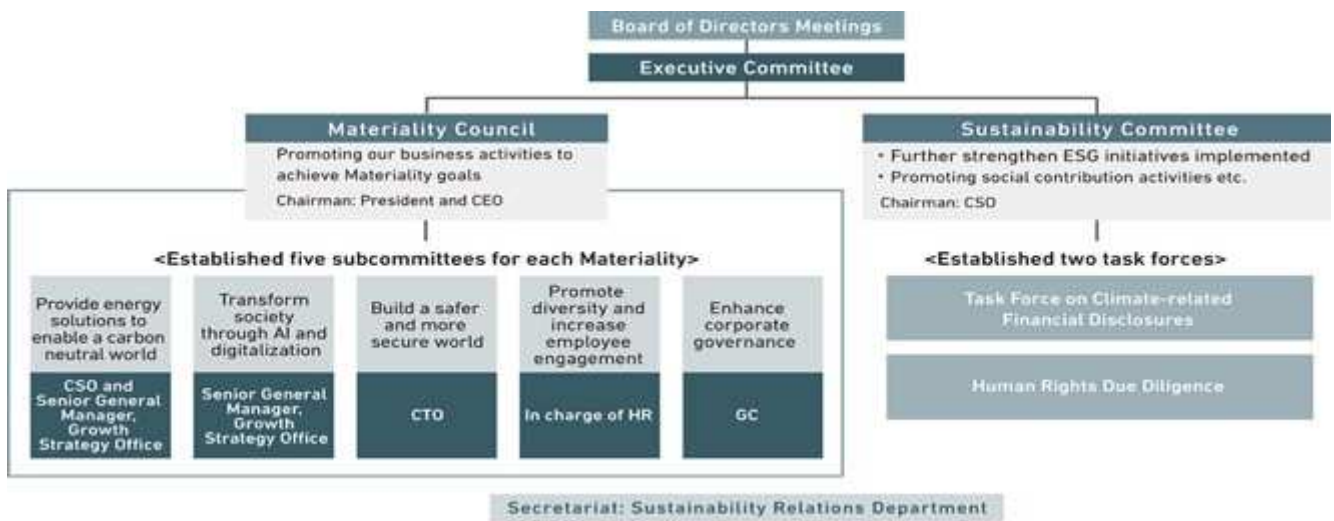 Board of Directors Meetings
Executive Committee
Materiality Council
Promoting our business activities to
achieve Materiality goals
Chairman: President and CEO
Sustainability Committee
・Further strengthen ESG initiatives implemented
・Promoting social contribution activities etc.
Chairman: CSO
<Established five subcommittees for each Materiality>
Provide energy
solutions to
enable a carbon
neutral world
CSO and
Senior General
Manager,
Growth
Strategy Office
Transform
society
through AI and
digitalization
Senior General
Manager,
Growth
Strategy Office
Build a safer
and more
secure world
CTO
Promote
diversity and
increase
employee
engagement
In charge of HR
Enhance
corporate
governance
GC
<Established two task forces>
Task Force on Climate-related
Financial Disclosures
Human Rights Due Diligence
Secretariat: Sustainability Relations Department